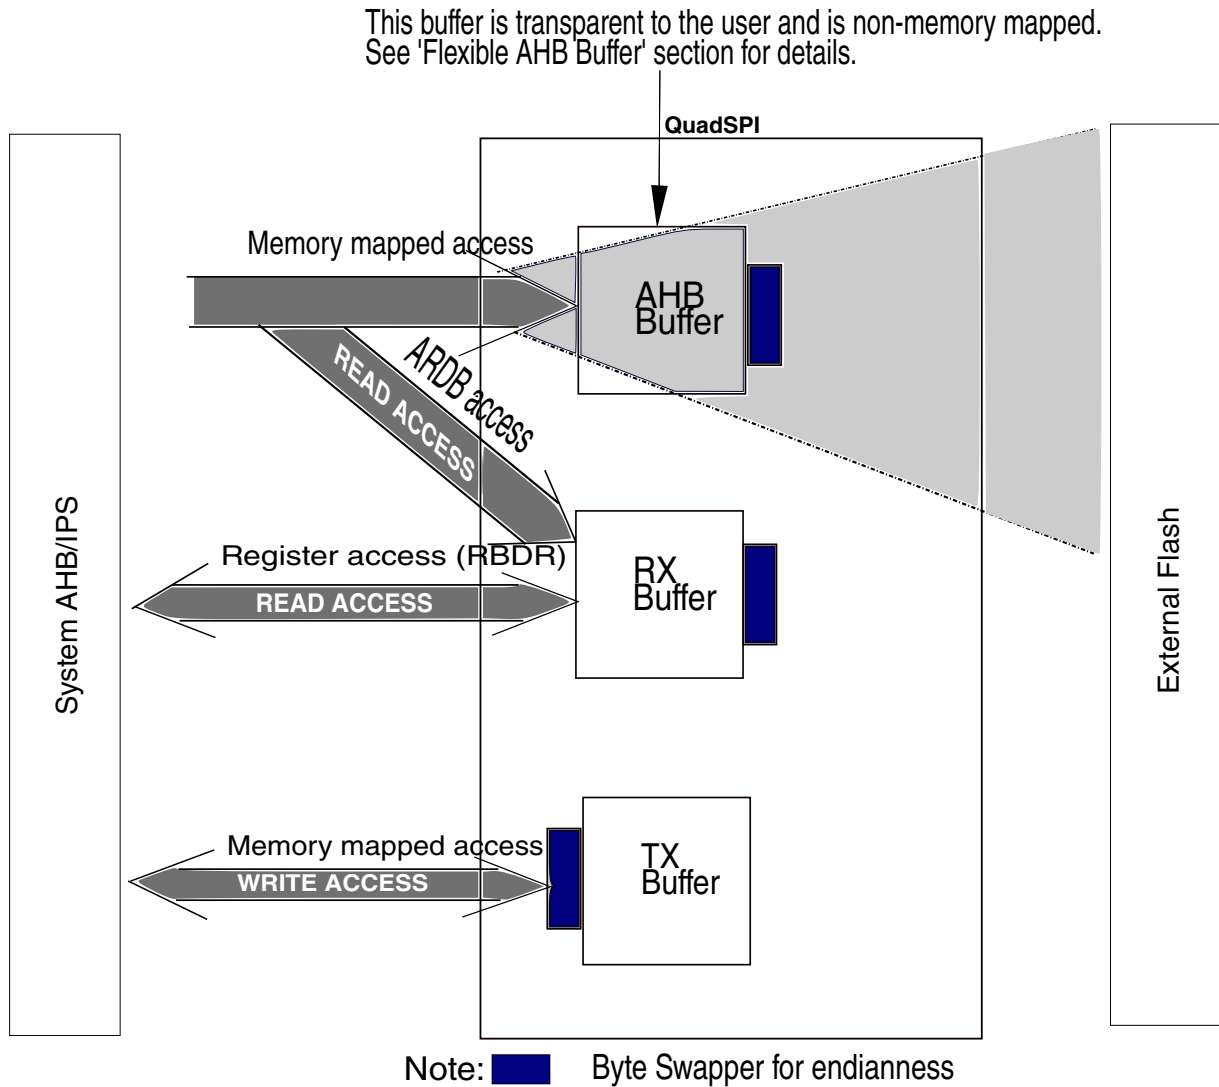 This buffer is transparent to the user and is non-memory mapped.
See 'Flexible AHB Buffer' section for details.
QuadSPI
Memory mapped access
AHB
Buffer
ARDB access
READ ACCESS
System AHB/IPS
External Flash
Register access (RBDR)
READ ACCESS
RX
Buffer
Memory mapped access
WRITE ACCESS
TX
Buffer
Note:
Byte Swapper for endianness